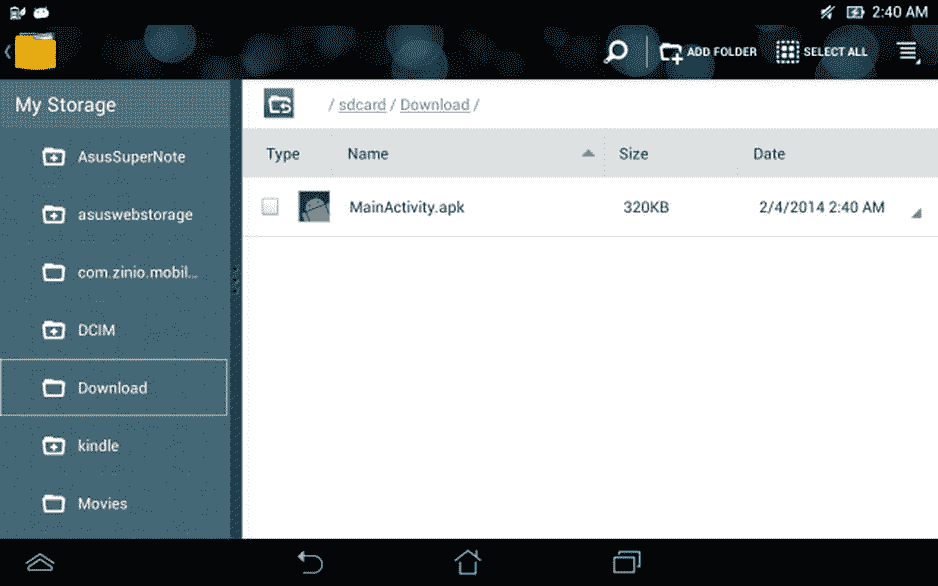 2:40 AM
ADD FOLDER SELECT ALL
My Storage
/ sdcard / Download /
Type Name Size Date
AsusSuperNote
MainActivity.apk 320KB 2/4/2014 2:40 AM
asuswebstorage
com.zinio.mobil...
DCIM
Download
kindle
Movies